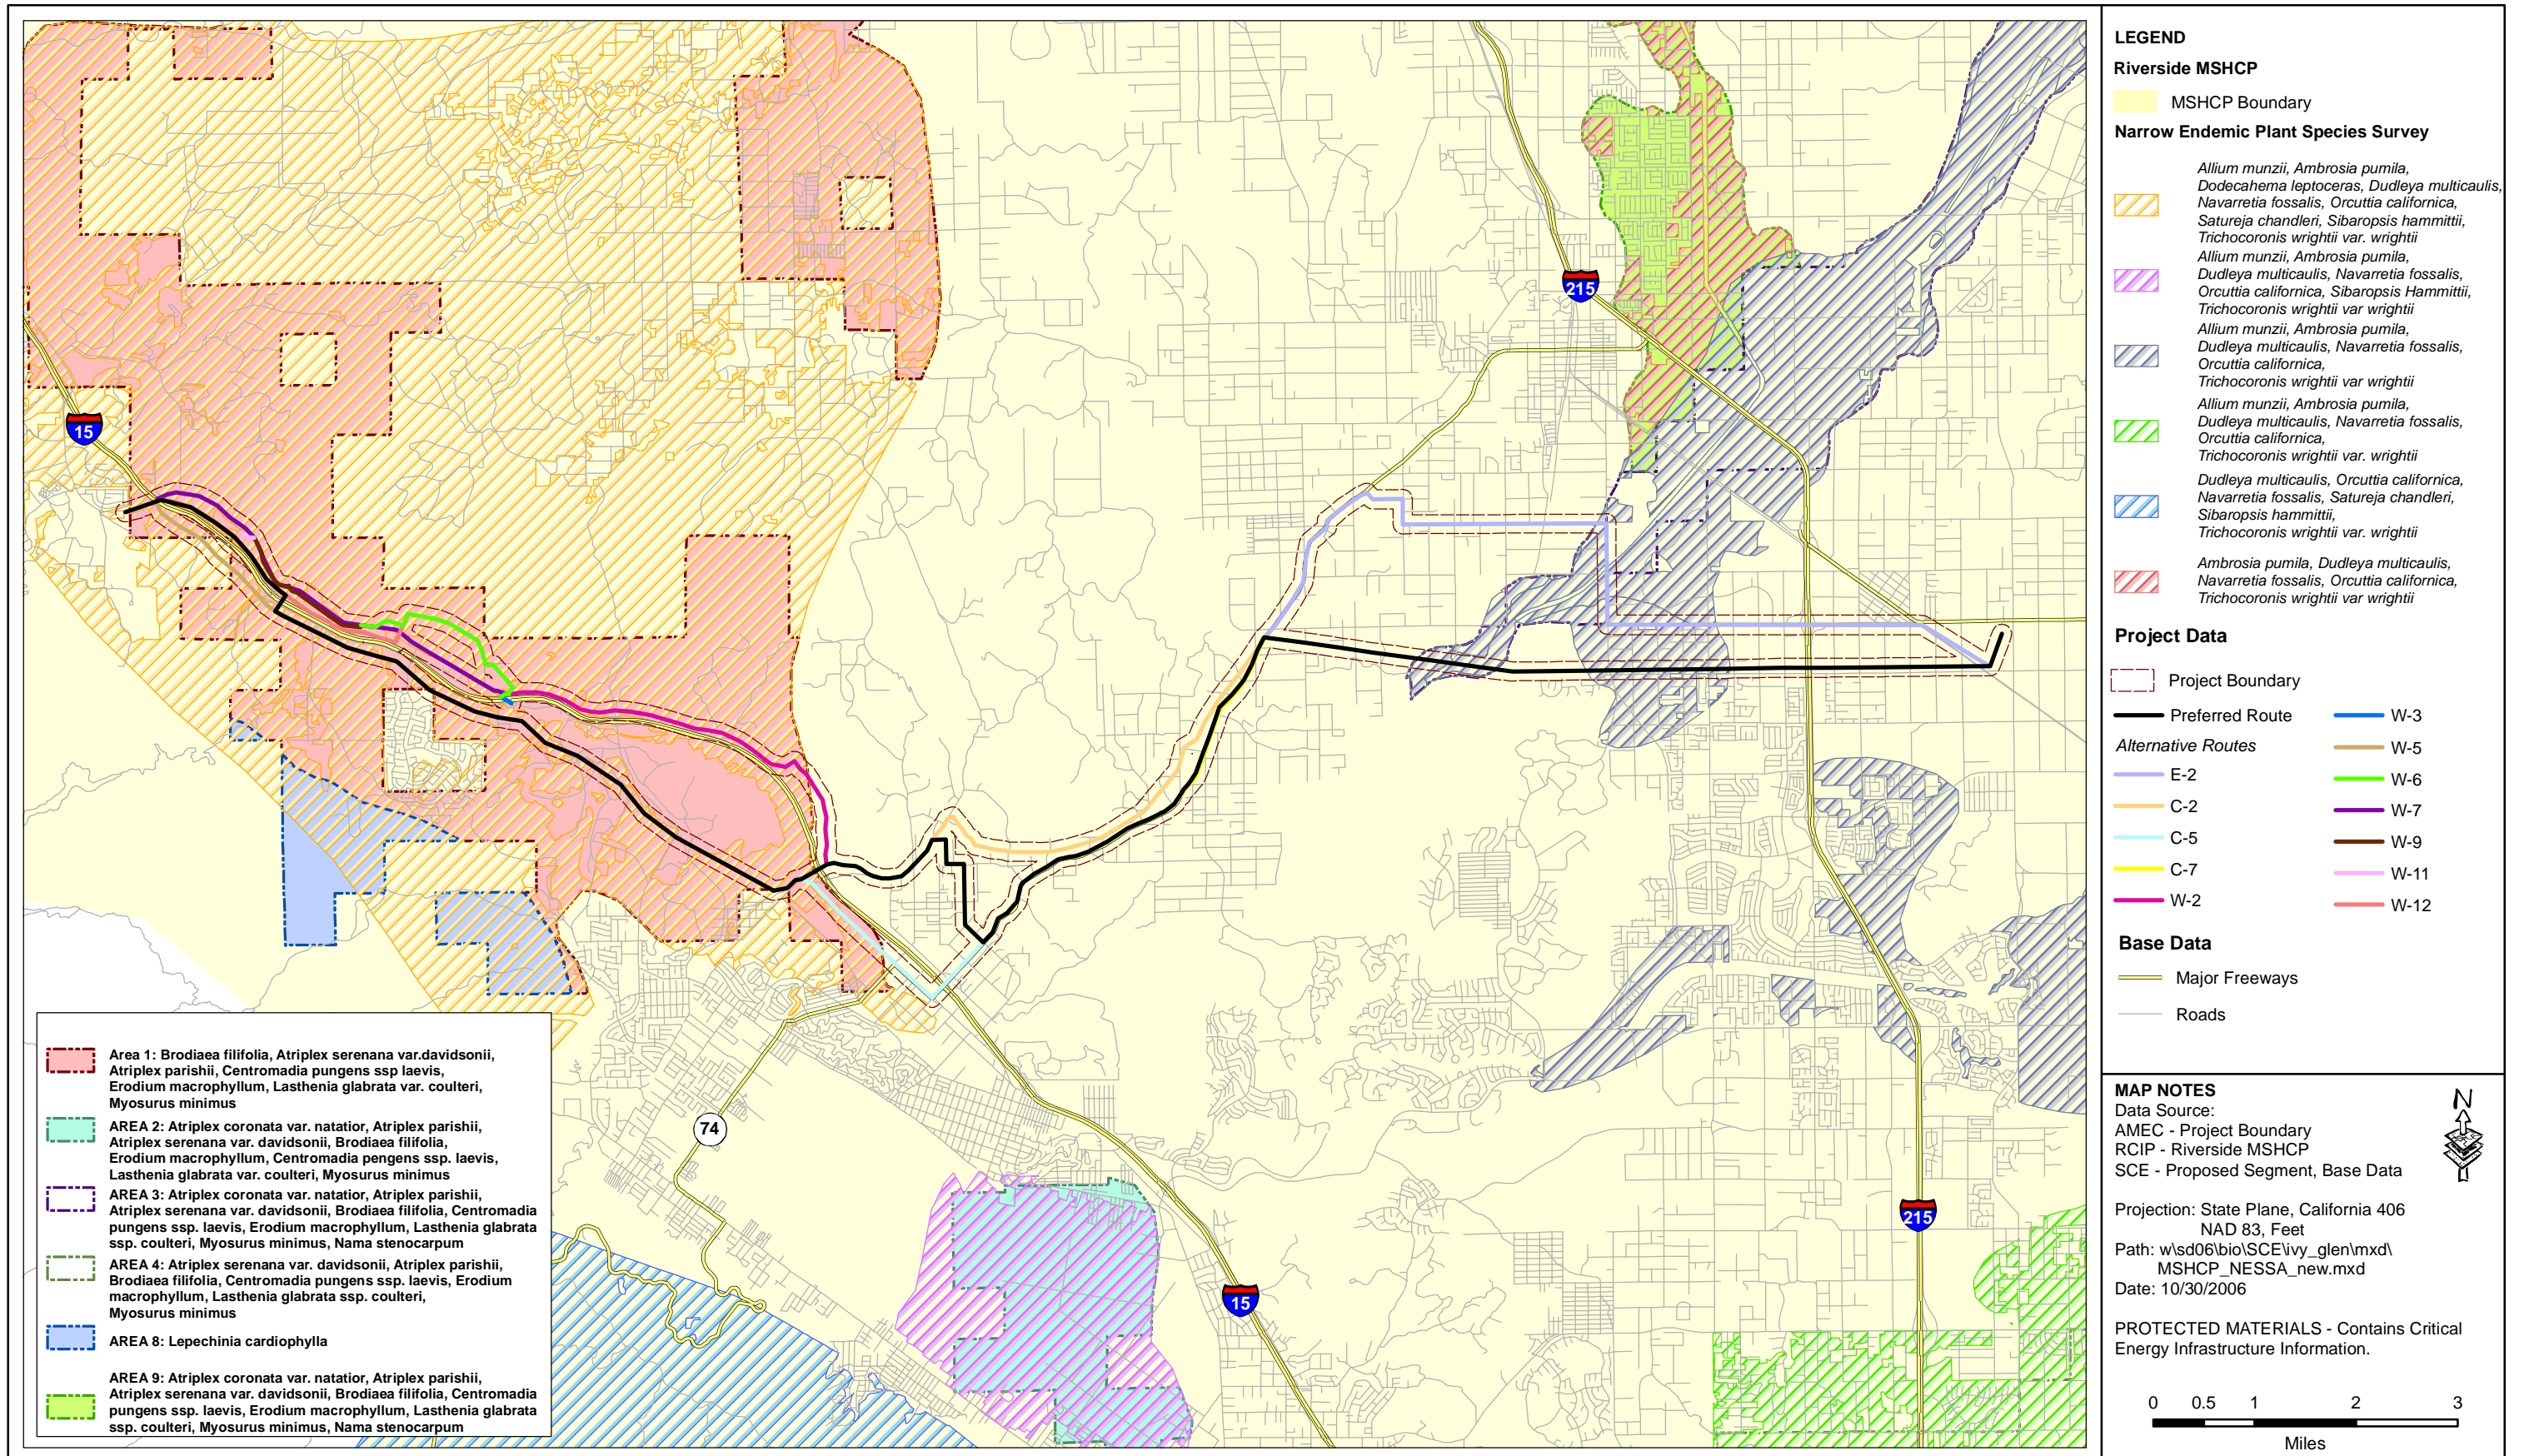 LEGEND
Riverside MSHCP
MSHCP Boundary
Narrow Endemic Plant Species Survey
Allium munzii, Ambrosia pumila,
Dodecahema leptoceras, Dudleya multicaulis,
Navarretia fossalis, Orcuttia californica,
Satureja chandleri, Sibaropsis hammittii,
Trichocoronis wrightii var. wrightii
Allium munzii, Ambrosia pumila,
Dudleya multicaulis, Navarretia fossalis,
Orcuttia californica, Sibaropsis Hammittii,
Trichocoronis wrightii var wrightii
Allium munzii, Ambrosia pumila,
Dudleya multicaulis, Navarretia fossalis,
Orcuttia californica,
Trichocoronis wrightii var wrightii
Allium munzii, Ambrosia pumila,
Dudleya multicaulis, Navarretia fossalis,
Orcuttia californica,
Trichocoronis wrightii var. wrightii
Dudleya multicaulis, Orcuttia californica,
Navarretia fossalis, Satureja chandleri,
Sibaropsis hammittii,
Trichocoronis wrightii var. wrightii
Ambrosia pumila, Dudleya multicaulis,
Navarretia fossalis, Orcuttia californica,
Trichocoronis wrightii var wrightii
Project Data
Project Boundary
Preferred Route
Alternative Routes
E-2
C-2
C-5
C-7
W-2
W-3
W-5
W-6
W-7
W-9
W-11
W-12
Base Data
Major Freeways
Roads
MAP NOTES
Data Source:
AMEC - Project Boundary
RCIP - Riverside MSHCP
SCE - Proposed Segment, Base Data
Projection: State Plane, California 406
NAD 83, Feet
Path: w\sd06\bio\SCE\ivy_glen\mxd\
MSHCP_NESSA_new.mxd
Date: 10/30/2006
PROTECTED MATERIALS - Contains Critical
Energy Infrastructure Information.
N
0 0.5 1 2 3
Miles
15
215
74
15
215
Area 1: Brodiaea filifolia, Atriplex serenana var.davidsonii,
Atriplex parishii, Centromadia pungens ssp laevis,
Erodium macrophyllum, Lasthenia glabrata var. coulteri,
Myosurus minimus
AREA 2: Atriplex coronata var. natatior, Atriplex parishii,
Atriplex serenana var. davidsonii, Brodiaea filifolia,
Erodium macrophyllum, Centromadia pengens ssp. laevis,
Lasthenia glabrata var. coulteri, Myosurus minimus
AREA 3: Atriplex coronata var. natatior, Atriplex parishii,
Atriplex serenana var. davidsonii, Brodiaea filifolia, Centromadia
pungens ssp. laevis, Erodium macrophyllum, Lasthenia glabrata
ssp. coulteri, Myosurus minimus, Nama stenocarpum
AREA 4: Atriplex serenana var. davidsonii, Atriplex parishii,
Brodiaea filifolia, Centromadia pungens ssp. laevis, Erodium
macrophyllum, Lasthenia glabrata ssp. coulteri,
Myosurus minimus
AREA 8: Lepechinia cardiophylla
AREA 9: Atriplex coronata var. natatior, Atriplex parishii,
Atriplex serenana var. davidsonii, Brodiaea filifolia, Centromadia
pungens ssp. laevis, Erodium macrophyllum, Lasthenia glabrata
ssp. coulteri, Myosurus minimus, Nama stenocarpum